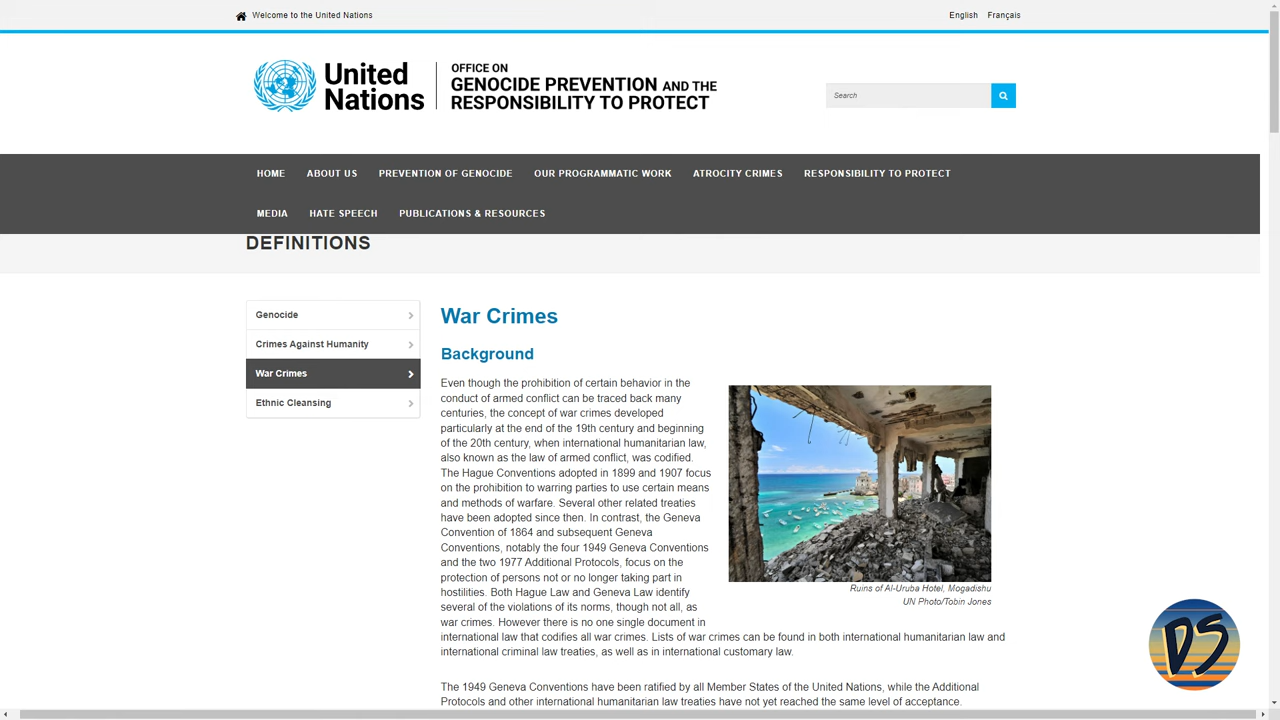 Welcome to the United Nations
English Français
United Nations
OFFICE ON
GENOCIDE PREVENTION AND THE
RESPONSIBILITY TO PROTECT
Search
HOME ABOUT US PREVENTION OF GENOCIDE OUR PROGRAMMATIC WORK ATROCITY CRIMES RESPONSIBILITY TO PROTECT
MEDIA HATE SPEECH PUBLICATIONS & RESOURCES
DEFINITIONS
Genocide
Crimes Against Humanity
War Crimes
Ethnic Cleansing
War Crimes
Background
Even though the prohibition of certain behavior in the
conduct of armed conflict can be traced back many
centuries, the concept of war crimes developed
particularly at the end of the 19th century and beginning
of the 20th century, when international humanitarian law,
also known as the law of armed conflict, was codified.
The Hague Conventions adopted in 1899 and 1907 focus
on the prohibition to warring parties to use certain means
and methods of warfare. Several other related treaties
have been adopted since then. In contrast, the Geneva
Convention of 1864 and subsequent Geneva
Conventions, notably the four 1949 Geneva Conventions
and the two 1977 Additional Protocols, focus on the
protection of persons not or no longer taking part in
hostilities. Both Hague Law and Geneva Law identify
several of the violations of its norms, though not all, as
war crimes. However there is no one single document in
international law that codifies all war crimes. Lists of war crimes can be found in both international humanitarian law and
international criminal law treaties, as well as in international customary law.
Ruins of Al-Uruba Hotel, Mogadishu
UN Photo/Tobin Jones
The 1949 Geneva Conventions have been ratified by all Member States of the United Nations, while the Additional
Protocols and other international humanitarian law treaties have not yet reached the same level of acceptance.
DS